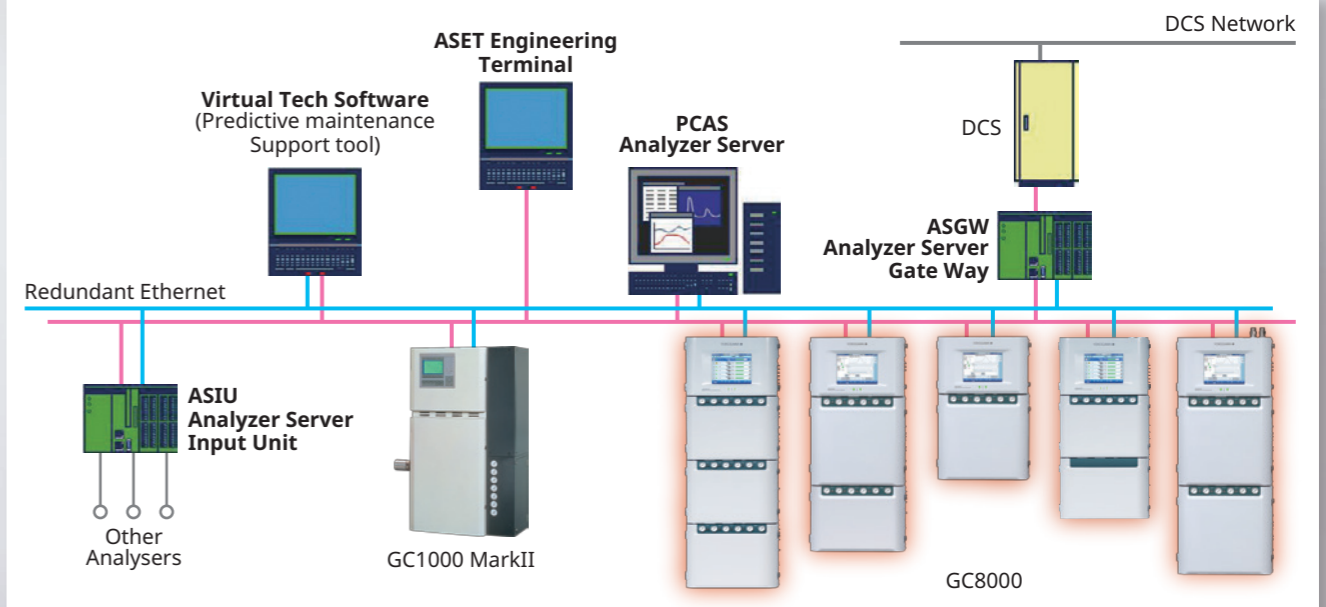 DCS Network
ASET Engineering
Terminal
Virtual Tech Software
(Predictive maintenance
Support tool)
PCAS
Analyzer Server
DCS
ASGW
Analyzer Server
Gate Way
Redundant Ethernet
ASIU
Analyzer Server
Input Unit
Other
Analysers
GC1000 MarkII
GC8000